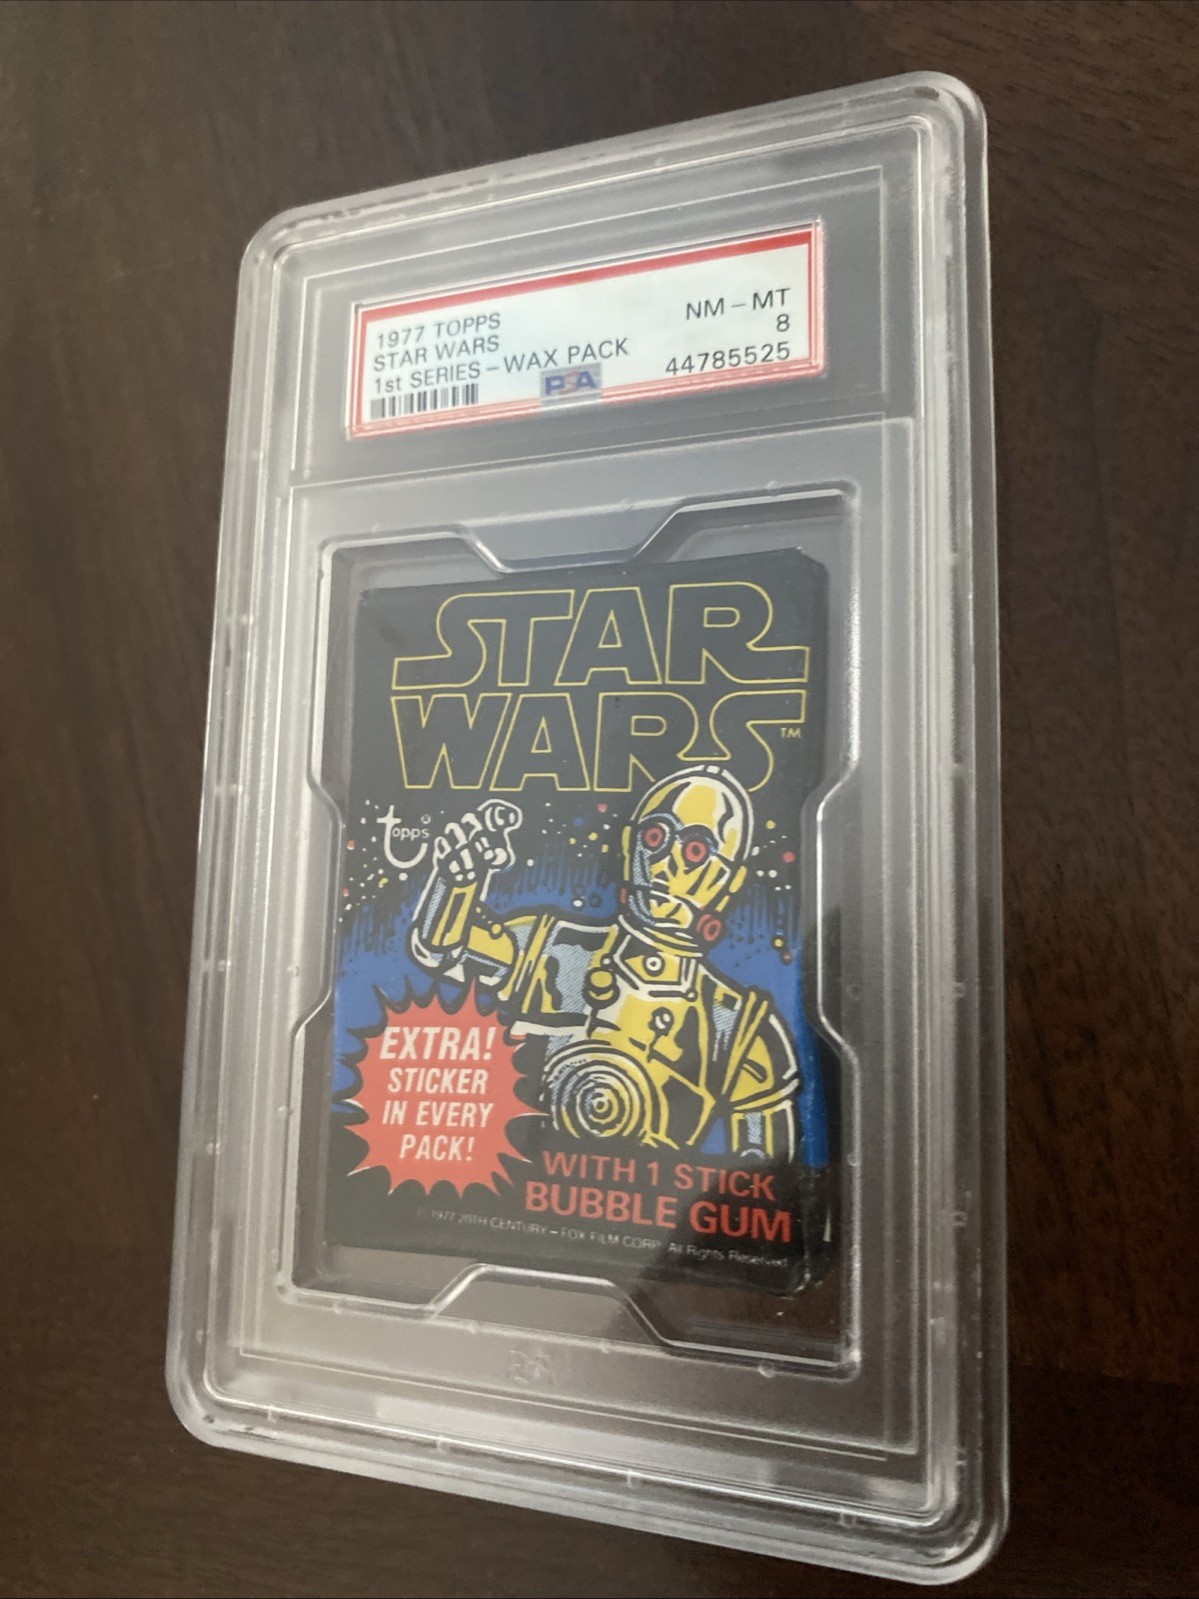 1977 TOPPS
STAR WARS
1st SERIES – WAX PACK
NM – MT
8
44785525
PSA
STAR
WARS
TM
topps®
EXTRA!
STICKER
IN EVERY
PACK!
WITH 1 STICK
BUBBLE GUM
© 1977 20TH CENTURY – FOX FILM CORP. All Rights Reserved
PSA